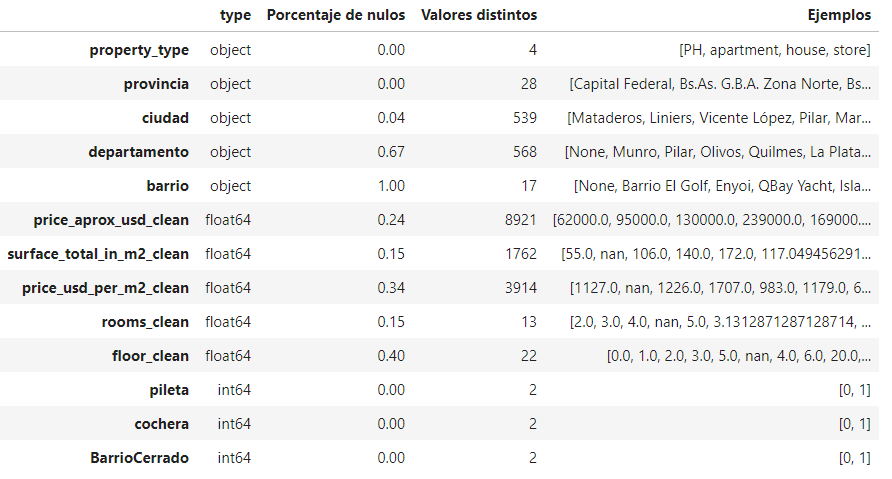 type Porcentaje de nulos Valores distintos Ejemplos
property_type object 0.00 4 [PH, apartment, house, store]
provincia object 0.00 28 [Capital Federal, Bs.As. G.B.A. Zona Norte, Bs...
ciudad object 0.04 539 [Mataderos, Liniers, Vicente López, Pilar, Mar...
departamento object 0.67 568 [None, Munro, Pilar, Olivos, Quilmes, La Plata...
barrio object 1.00 17 [None, Barrio El Golf, Enyoi, QBay Yacht, Isla...
price_aprox_usd_clean float64 0.24 8921 [62000.0, 95000.0, 130000.0, 239000.0, 169000....
surface_total_in_m2_clean float64 0.15 1762 [55.0, nan, 106.0, 140.0, 172.0, 117.049456291...
price_usd_per_m2_clean float64 0.34 3914 [1127.0, nan, 1226.0, 1707.0, 983.0, 1179.0, 6...
rooms_clean float64 0.15 13 [2.0, 3.0, 4.0, nan, 5.0, 3.1312871287128714, ...
floor_clean float64 0.40 22 [0.0, 1.0, 2.0, 3.0, 5.0, nan, 4.0, 6.0, 20.0,...
pileta int64 0.00 2 [0, 1]
cochera int64 0.00 2 [0, 1]
BarrioCerrado int64 0.00 2 [0, 1]